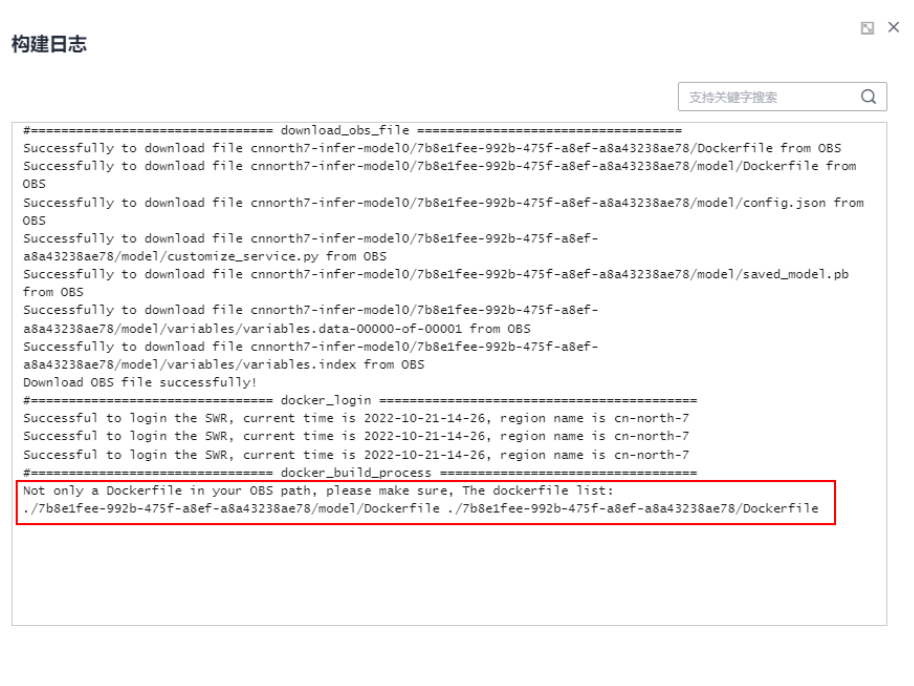 构建日志
支持关键字搜索
#================================ download_obs_file ===================================
Successfully to download file cnnorth7-infer-model0/7b8e1fee-992b-475f-a8ef-a8a43238ae78/Dockerfile from OBS
Successfully to download file cnnorth7-infer-model0/7b8e1fee-992b-475f-a8ef-a8a43238ae78/model/Dockerfile from
OBS
Successfully to download file cnnorth7-infer-model0/7b8e1fee-992b-475f-a8ef-a8a43238ae78/model/config.json from
OBS
Successfully to download file cnnorth7-infer-model0/7b8e1fee-992b-475f-a8ef-
a8a43238ae78/model/customize_service.py from OBS
Successfully to download file cnnorth7-infer-model0/7b8e1fee-992b-475f-a8ef-a8a43238ae78/model/saved_model.pb
from OBS
Successfully to download file cnnorth7-infer-model0/7b8e1fee-992b-475f-a8ef-
a8a43238ae78/model/variables/variables.data-00000-of-00001 from OBS
Successfully to download file cnnorth7-infer-model0/7b8e1fee-992b-475f-a8ef-
a8a43238ae78/model/variables/variables.index from OBS
Download OBS file successfully!
#================================ docker_login ==========================================
Successful to login the SWR, current time is 2022-10-21-14-26, region name is cn-north-7
Successful to login the SWR, current time is 2022-10-21-14-26, region name is cn-north-7
Successful to login the SWR, current time is 2022-10-21-14-26, region name is cn-north-7
#================================ docker_build_process ==================================
Not only a Dockerfile in your OBS path, please make sure, The dockerfile list:
./7b8e1fee-992b-475f-a8ef-a8a43238ae78/model/Dockerfile ./7b8e1fee-992b-475f-a8ef-a8a43238ae78/Dockerfile